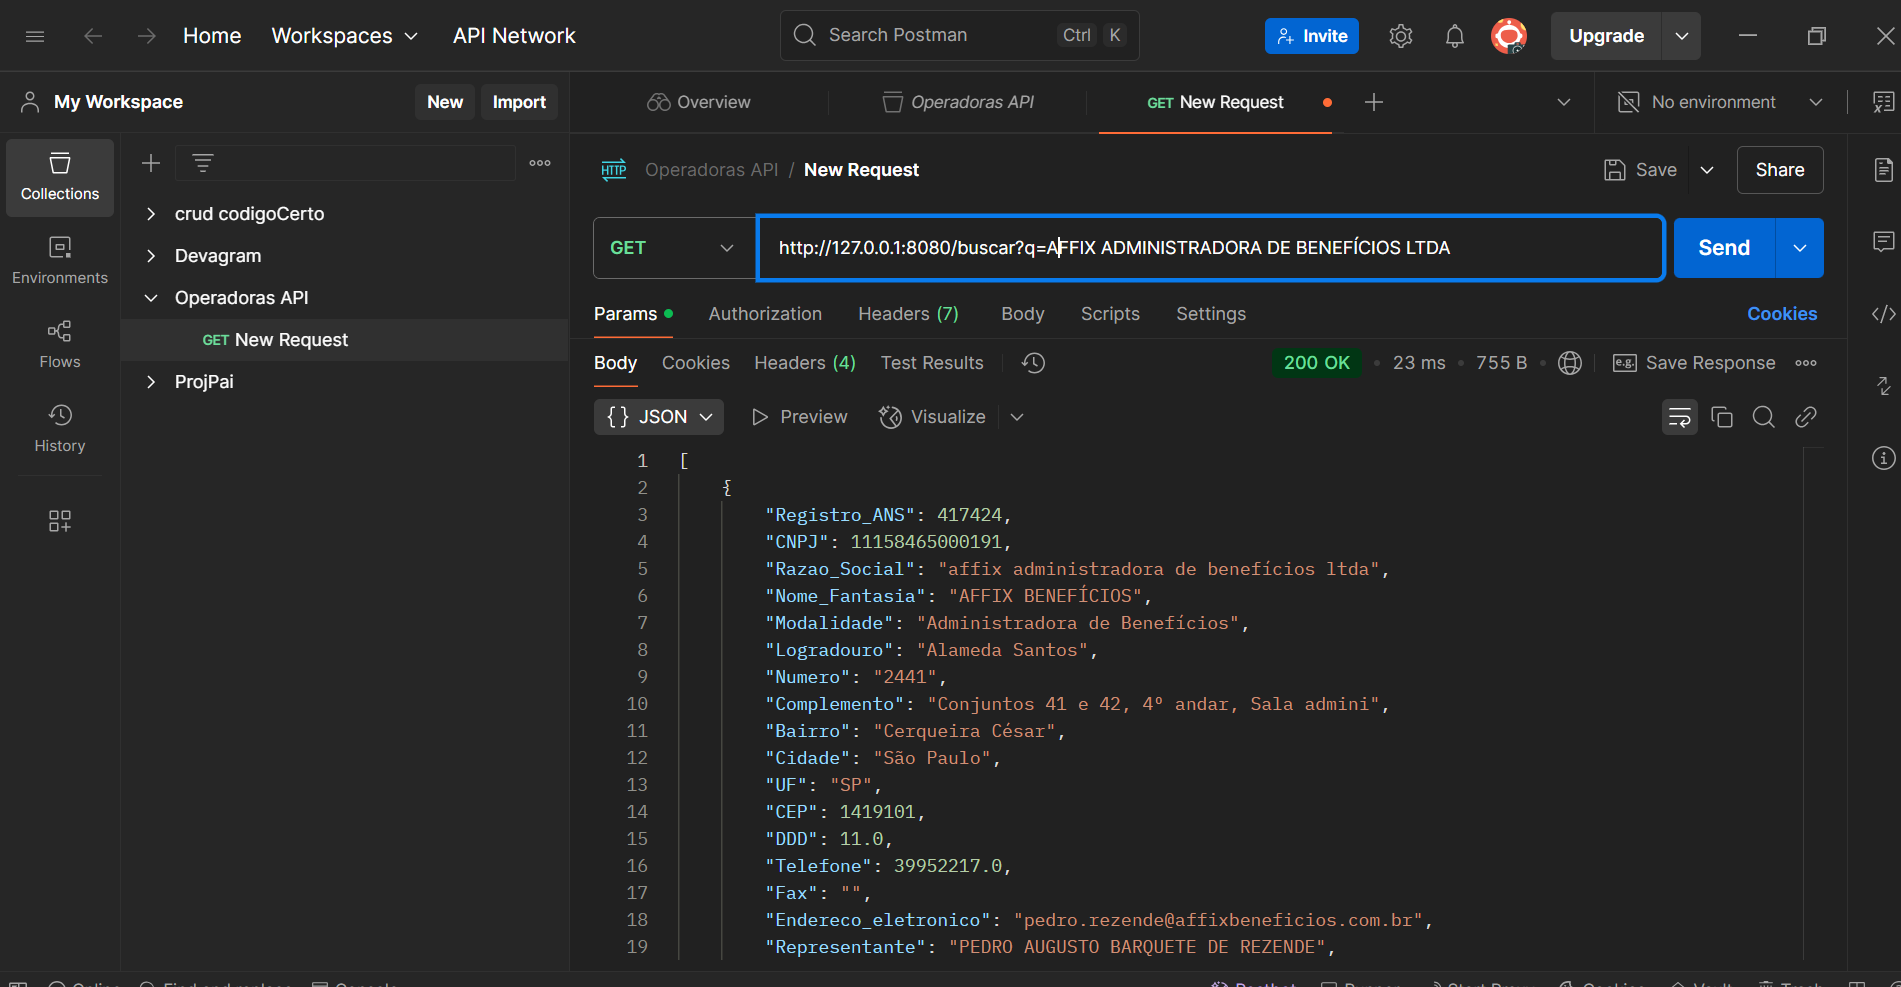 Home Workspaces API Network Search Postman Ctrl K Invite Upgrade
My Workspace New Import Overview Operadoras API GET New Request No environment
Collections
Environments
Flows
History
crud codigoCerto
Devagram
Operadoras API
GET New Request
ProjPai
HTTP Operadoras API / New Request Save Share
GET http://127.0.0.1:8080/buscar?q=AFFIX ADMINISTRADORA DE BENEFÍCIOS LTDA Send
Params Authorization Headers (7) Body Scripts Settings Cookies
Body Cookies Headers (4) Test Results 200 OK • 23 ms • 755 B • e.g. Save Response
{} JSON Preview Visualize
1 [
2 {
3 "Registro_ANS": 417424,
4 "CNPJ": 11158465000191,
5 "Razao_Social": "affix administradora de benefícios ltda",
6 "Nome_Fantasia": "AFFIX BENEFÍCIOS",
7 "Modalidade": "Administradora de Benefícios",
8 "Logradouro": "Alameda Santos",
9 "Numero": "2441",
10 "Complemento": "Conjuntos 41 e 42, 4º andar, Sala admini",
11 "Bairro": "Cerqueira César",
12 "Cidade": "São Paulo",
13 "UF": "SP",
14 "CEP": 1419101,
15 "DDD": 11.0,
16 "Telefone": 39952217.0,
17 "Fax": "",
18 "Endereco_eletronico": "pedro.rezende@affixbeneficios.com.br",
19 "Representante": "PEDRO AUGUSTO BARQUETE DE REZENDE",